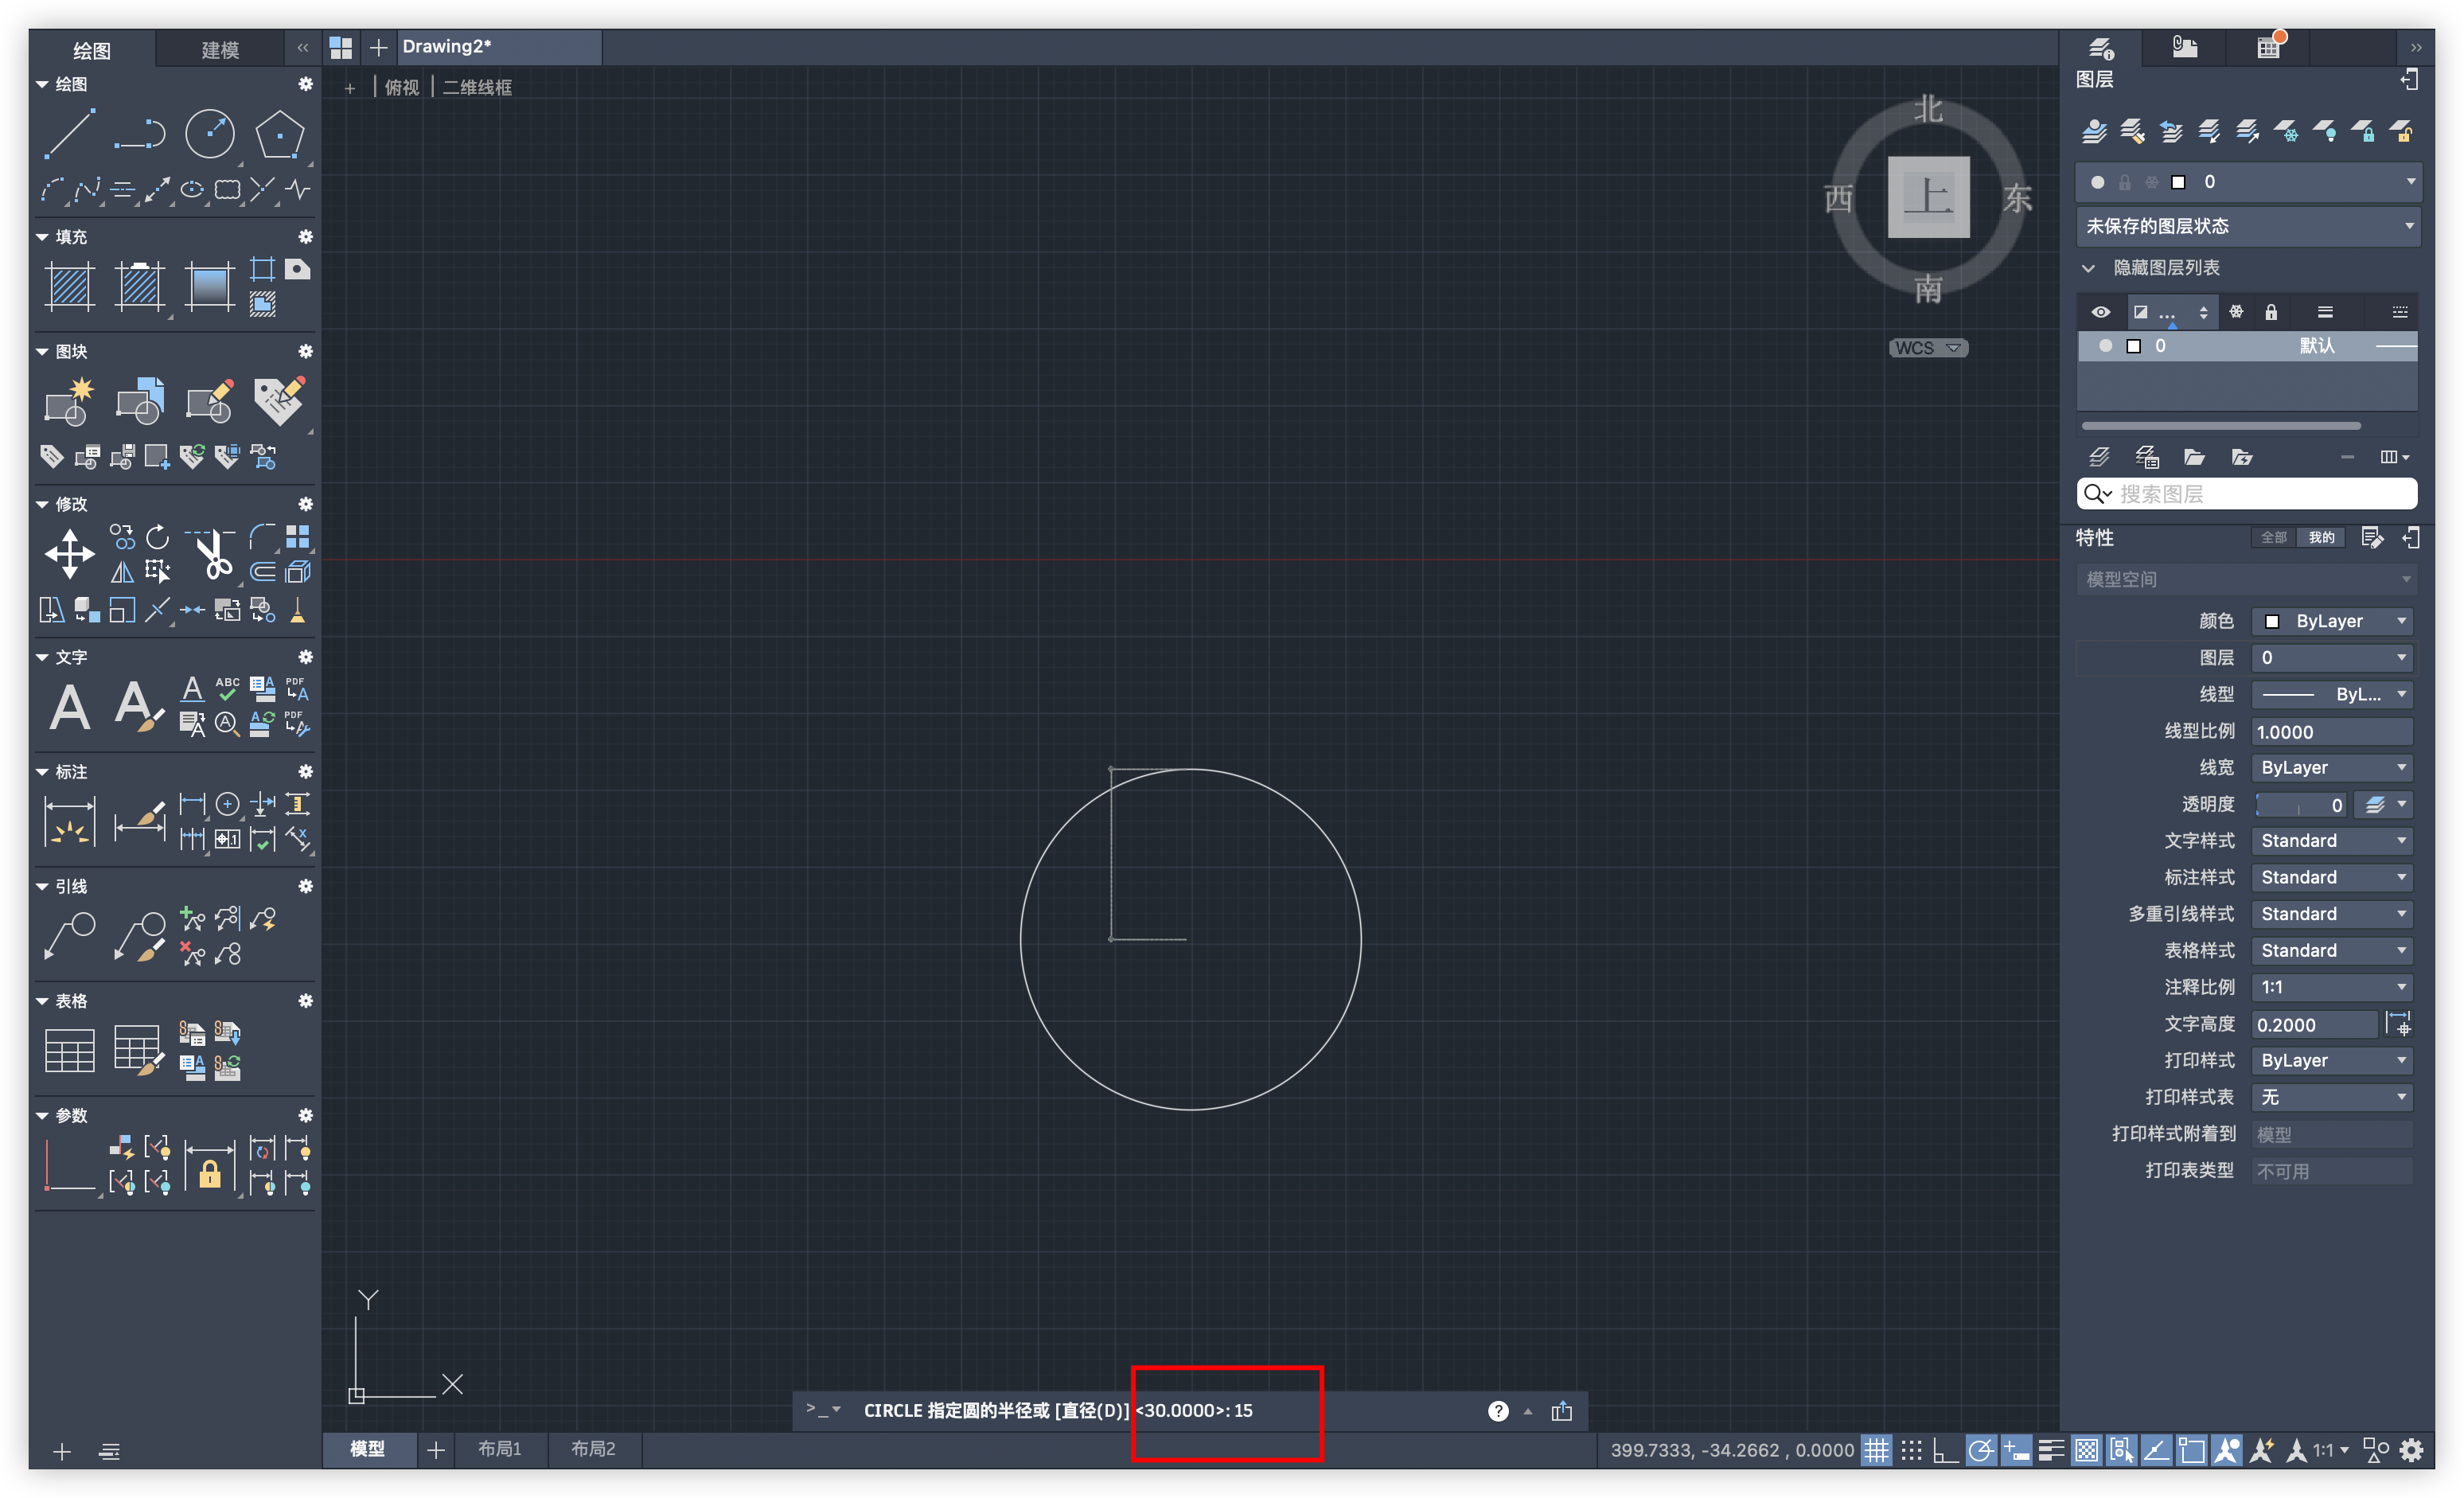 绘图 建模 «
Drawing2*
绘图
填充
图块
修改
文字
A A A ABC A PDF A
A A A PDF A
标注
.1 x
引线
表格
A
参数
+ 俯视 二维线框
北
西 上 东
南
WCS
Y
X
>_ CIRCLE 指定圆的半径或 [直径(D)] <30.0000>: 15 ?
模型 + 布局1 布局2
399.7333, -34.2662 , 0.0000 1:1
»
图层
0
未保存的图层状态
隐藏图层列表
...
0 默认
搜索图层
特性 全部 我的
模型空间
颜色 ByLayer
图层 0
线型 ByL...
线型比例 1.0000
线宽 ByLayer
透明度 0
文字样式 Standard
标注样式 Standard
多重引线样式 Standard
表格样式 Standard
注释比例 1:1
文字高度 0.2000
打印样式 ByLayer
打印样式表 无
打印样式附着到 模型
打印表类型 不可用